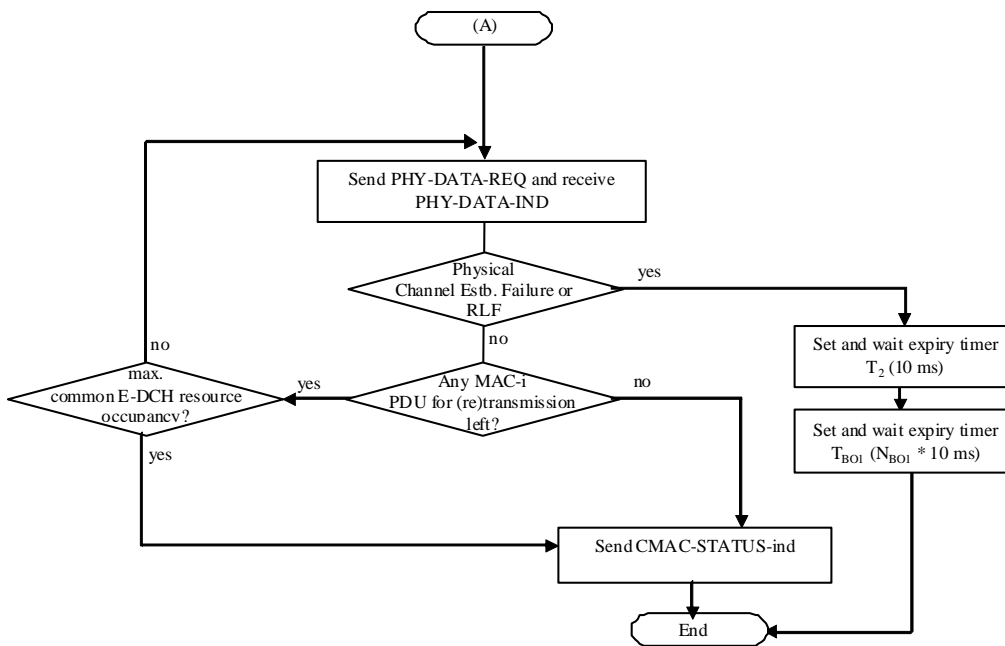 (A)
Send PHY-DATA-REQ and receive
PHY-DATA-IND
Physical
Channel Estb. Failure or
RLF
yes
no
Set and wait expiry timer
T₂ (10 ms)
no
max.
common E-DCH resource
occupancy?
yes
Any MAC-i
PDU for (re)transmission
left?
no
yes
Set and wait expiry timer
T_BO1 (N_BO1 * 10 ms)
Send CMAC-STATUS-ind
End